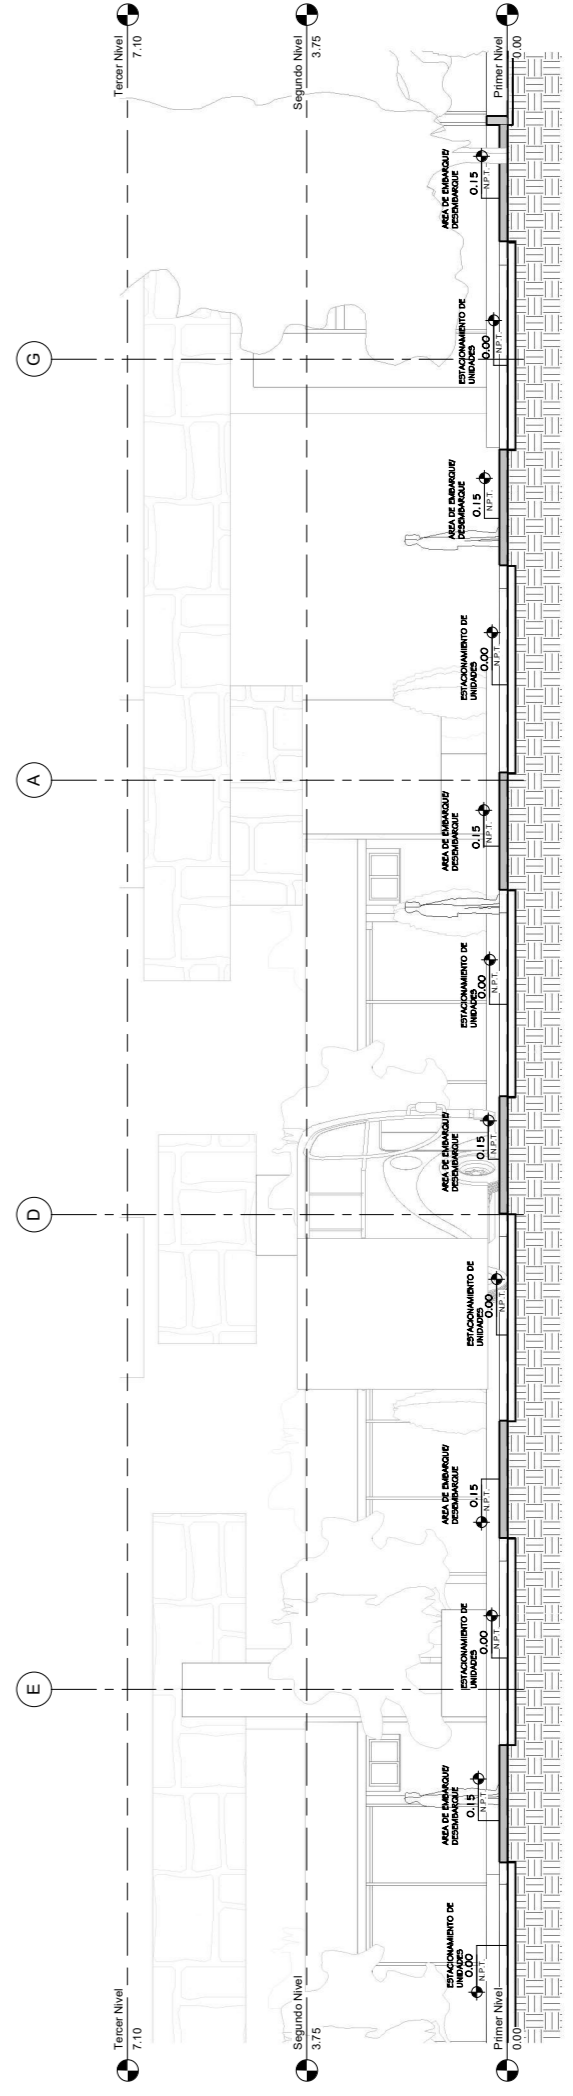 E
D
A
G
Tercer Nivel
7.10
Tercer Nivel
7.10
Segundo Nivel
3.75
Segundo Nivel
3.75
ESTACIONAMIENTO DE
UNIDADES
0.00
N.P.T.
AREA DE EMBARQUE/
DESEMBARQUE
0.15
N.P.T.
ESTACIONAMIENTO DE
UNIDADES
0.00
N.P.T.
AREA DE EMBARQUE/
DESEMBARQUE
0.15
N.P.T.
ESTACIONAMIENTO DE
UNIDADES
0.00
N.P.T.
AREA DE EMBARQUE/
DESEMBARQUE
0.15
N.P.T.
ESTACIONAMIENTO DE
UNIDADES
0.00
N.P.T.
AREA DE EMBARQUE/
DESEMBARQUE
0.15
N.P.T.
ESTACIONAMIENTO DE
UNIDADES
0.00
N.P.T.
AREA DE EMBARQUE/
DESEMBARQUE
0.15
N.P.T.
ESTACIONAMIENTO DE
UNIDADES
0.00
N.P.T.
AREA DE EMBARQUE/
DESEMBARQUE
0.15
N.P.T.
Primer Nivel
0.00
Primer Nivel
0.00